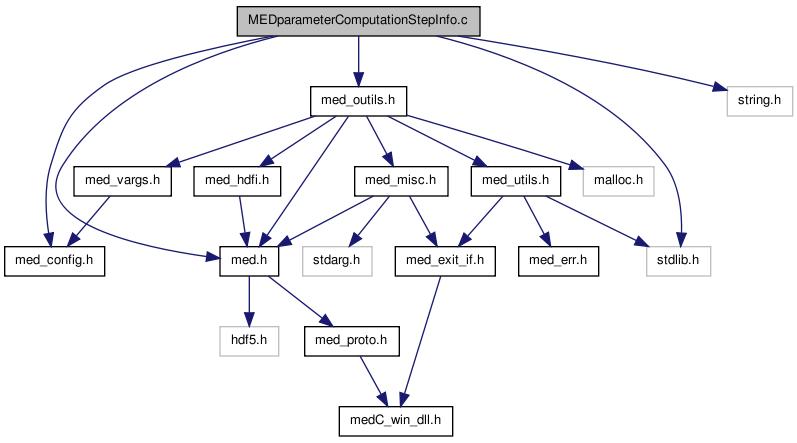 MEDparameterComputationStepInfo.c
med_outils.h
string.h
med_vargs.h
med_hdfi.h
med_misc.h
med_utils.h
malloc.h
med_config.h
med.h
stdarg.h
med_exit_if.h
med_err.h
stdlib.h
hdf5.h
med_proto.h
medC_win_dll.h